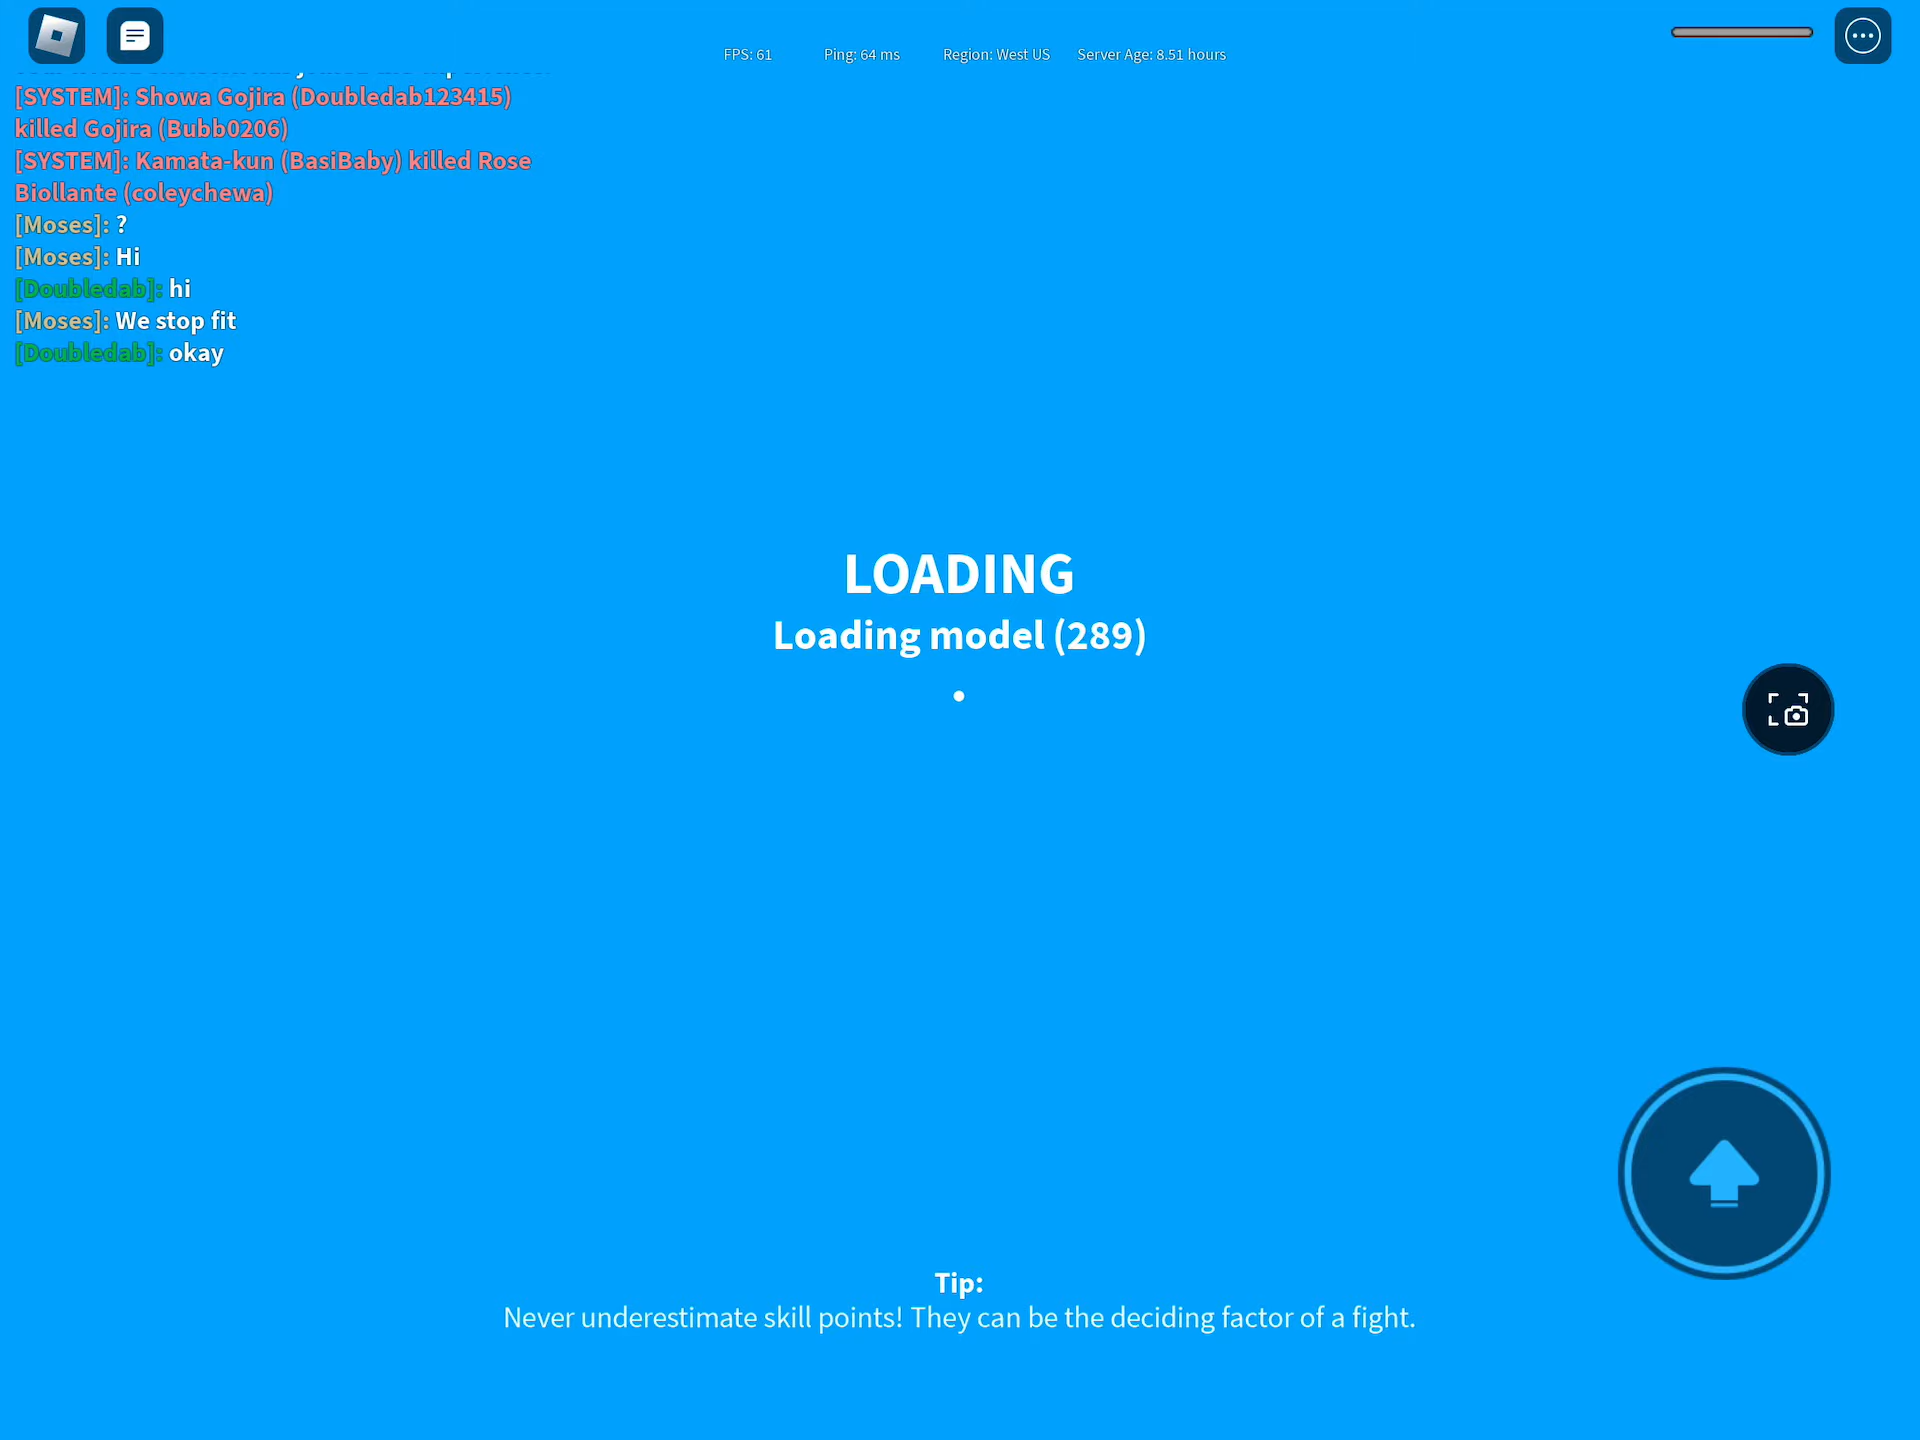 FPS: 61 Ping: 64 ms Region: West US Server Age: 8.51 hours
[SYSTEM]: Showa Gojira (Doubledab123415)
killed Gojira (Bubb0206)
[SYSTEM]: Kamata-kun (BasiBaby) killed Rose
Biollante (coleychewa)
[Moses]: ?
[Moses]: Hi
[Doubledab]: hi
[Moses]: We stop fit
[Doubledab]: okay
LOADING
Loading model (289)
Tip:
Never underestimate skill points! They can be the deciding factor of a fight.